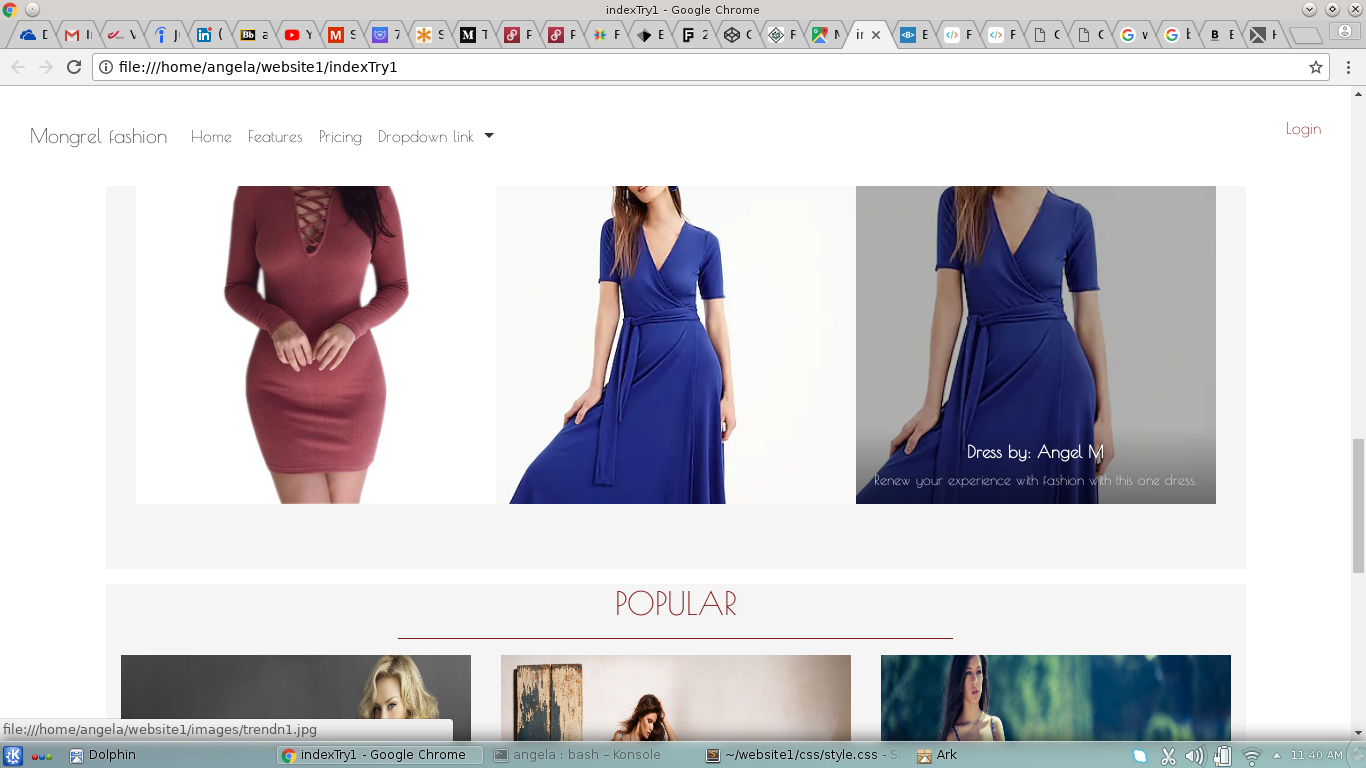 indexTry1 - Google Chrome
file:///home/angela/website1/indexTry1
Mongrel fashion Home Features Pricing Dropdown link
Login
Dress by: Angel M
Renew your experience with fashion with this one dress.
POPULAR
file:///home/angela/website1/images/trendn1.jpg
Dolphin indexTry1 - Google Chrome angela : bash – Konsole ~/website1/css/style.css - S Ark 11:40 AM